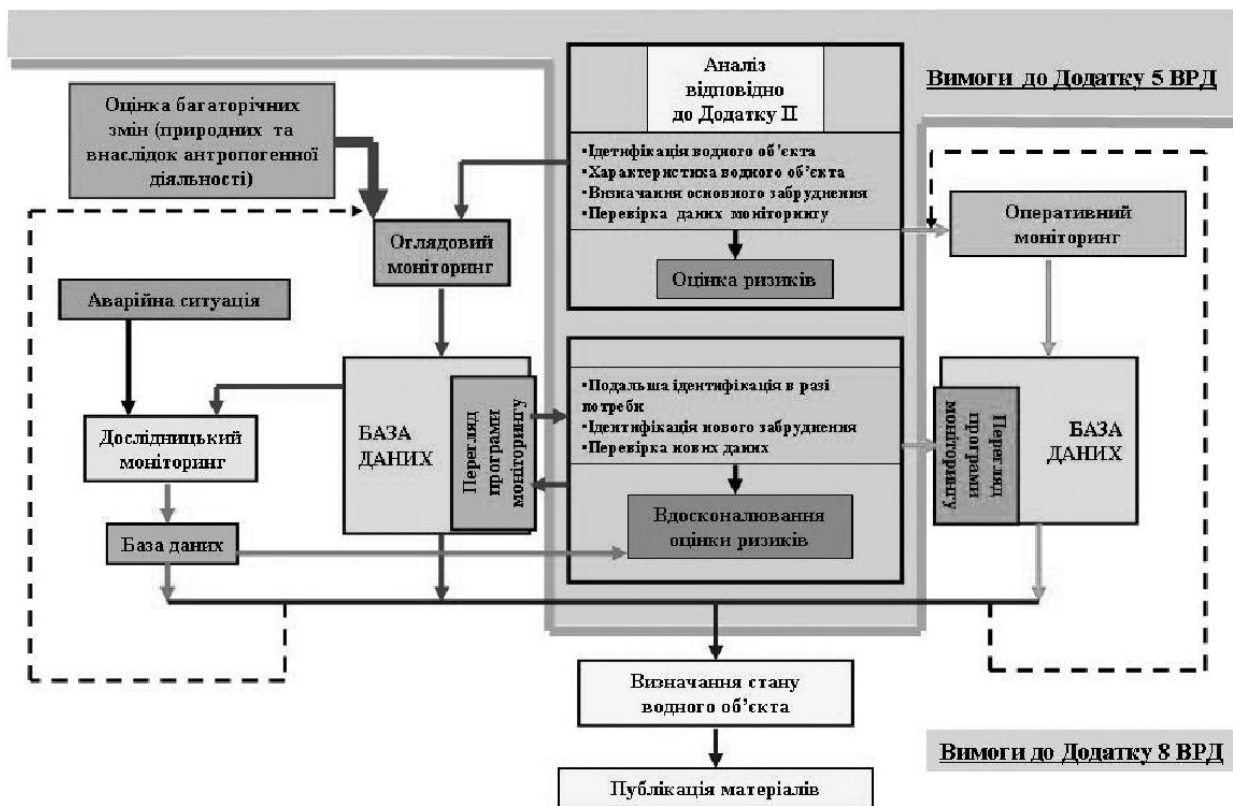 Аналіз
відповідно
до Додатку ІІ
•Ідетифікація водного об'єкта
•Характеристика водного об'єкта
•Визначання основного забруднення
•Перевірка даних моніторингу
Оцінка ризиків
Вимоги до Додатку 5 ВРД
Оцінка багаторічних
змін (природних та
внаслідок антропогенної
діяльності)
Оглядовий
моніторинг
Оперативний
моніторинг
Аварійна ситуація
Дослідницький
моніторинг
База даних
БАЗА
ДАНИХ
Перегляд
програми
моніторингу
•Подальша ідентифікація в разі
потреби
•Ідентифікація нового забруднення
•Перевірка нових даних
Вдосконалювання
оцінки ризиків
Перегляд
програми
моніторингу
БАЗА
ДАНИХ
Визначання стану
водного об'єкта
Публікація матеріалів
Вимоги до Додатку 8 ВРД